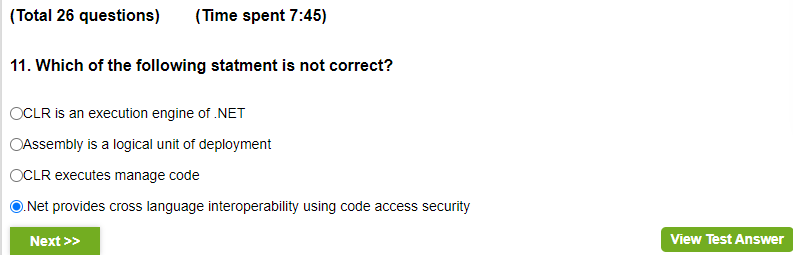 (Total 26 questions) (Time spent 7:45)
11. Which of the following statment is not correct?
CLR is an execution engine of .NET
Assembly is a logical unit of deployment
CLR executes manage code
.Net provides cross language interoperability using code access security
Next >>
View Test Answer